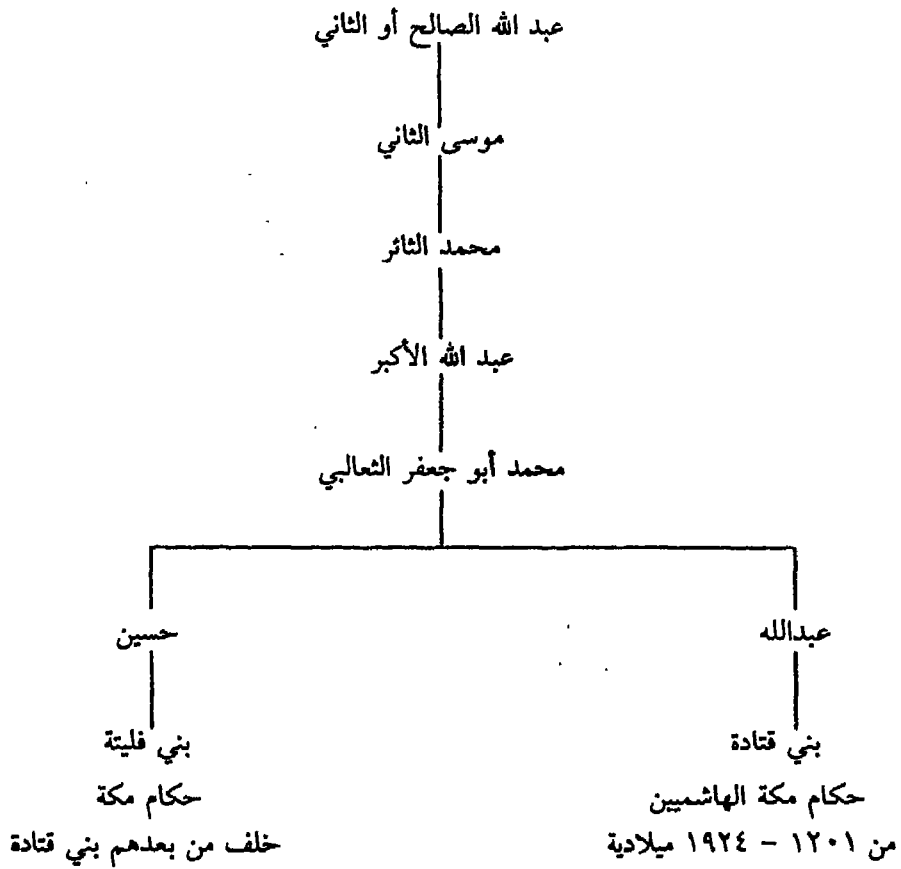 عبد الله الصالح أو الثاني
موسى الثاني
محمد الثائر
عبد الله الأكبر
محمد أبو جعفر الثعالبي
عبدالله
حسين
بني قتادة
بني فليتة
حكام مكة الهاشميين
حكام مكة
من ١٢٠١ - ١٩٢٤ ميلادية
خلف من بعدهم بني قتادة